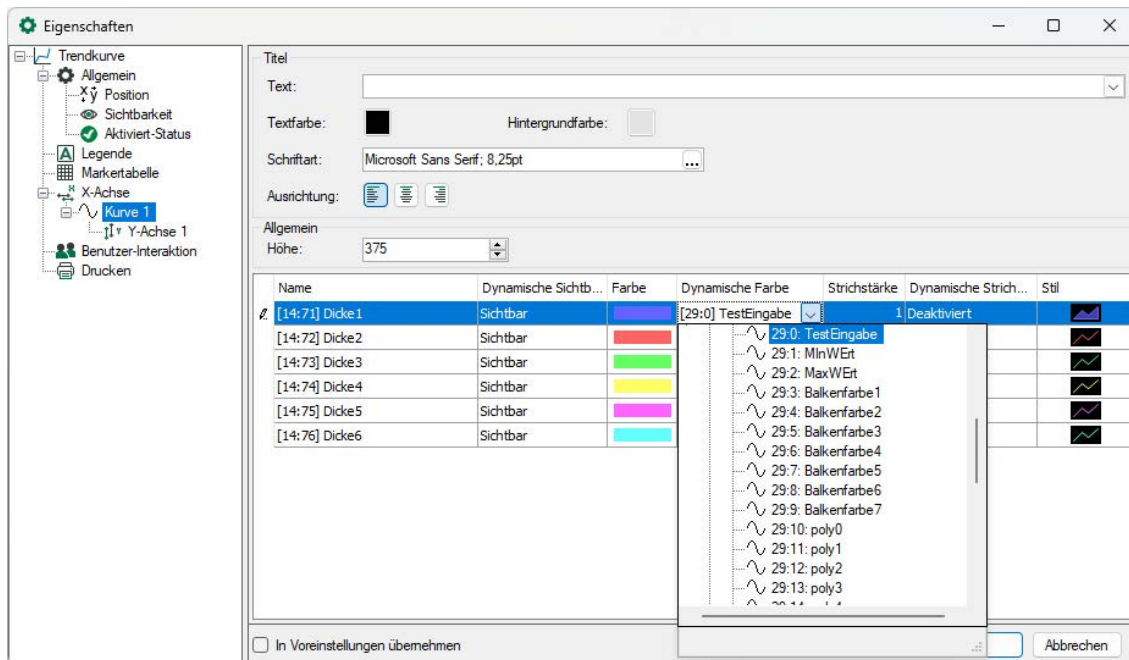 Eigenschaften
Trendkurve
Allgemein
Position
Sichtbarkeit
Aktiviert-Status
Legende
Markertabelle
X-Achse
Kurve 1
Y-Achse 1
Benutzer-Interaktion
Drucken
Titel
Text:
Textfarbe: Hintergrundfarbe:
Schriftart: Microsoft Sans Serif; 8,25pt ...
Ausrichtung:
Allgemein
Höhe: 375
Name Dynamische Sichtb... Farbe Dynamische Farbe Strichstärke Dynamische Strich... Stil
[14:71] Dicke1 Sichtbar [29:0] TestEingabe 1 Deaktiviert
[14:72] Dicke2 Sichtbar
[14:73] Dicke3 Sichtbar
[14:74] Dicke4 Sichtbar
[14:75] Dicke5 Sichtbar
[14:76] Dicke6 Sichtbar
29:0: TestEingabe
29:1: MInWErt
29:2: MaxWErt
29:3: Balkenfarbe1
29:4: Balkenfarbe2
29:5: Balkenfarbe3
29:6: Balkenfarbe4
29:7: Balkenfarbe5
29:8: Balkenfarbe6
29:9: Balkenfarbe7
29:10: poly0
29:11: poly1
29:12: poly2
29:13: poly3
In Voreinstellungen übernehmen Abbrechen